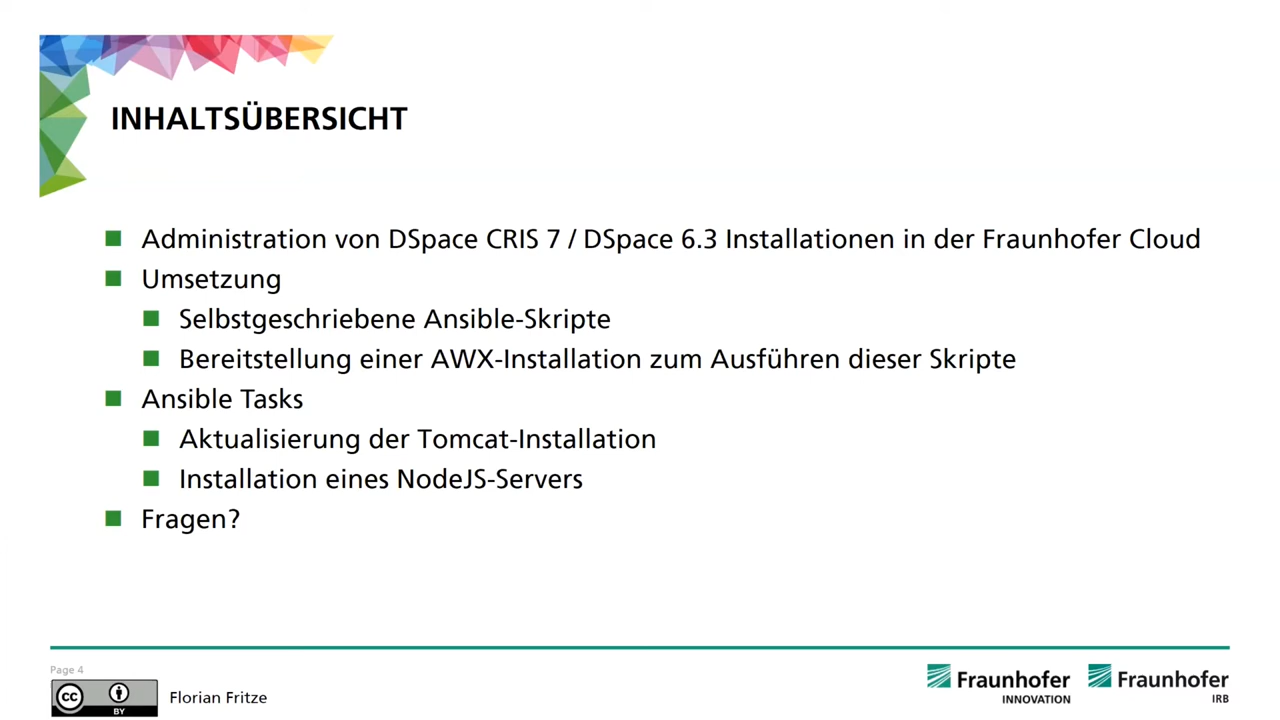 INHALTSÜBERSICHT
Administration von DSpace CRIS 7 / DSpace 6.3 Installationen in der Fraunhofer Cloud
Umsetzung
Selbstgeschriebene Ansible-Skripte
Bereitstellung einer AWX-Installation zum Ausführen dieser Skripte
Ansible Tasks
Aktualisierung der Tomcat-Installation
Installation eines NodeJS-Servers
Fragen?
Page 4
cc
BY
Florian Fritze
Fraunhofer
INNOVATION
Fraunhofer
IRB